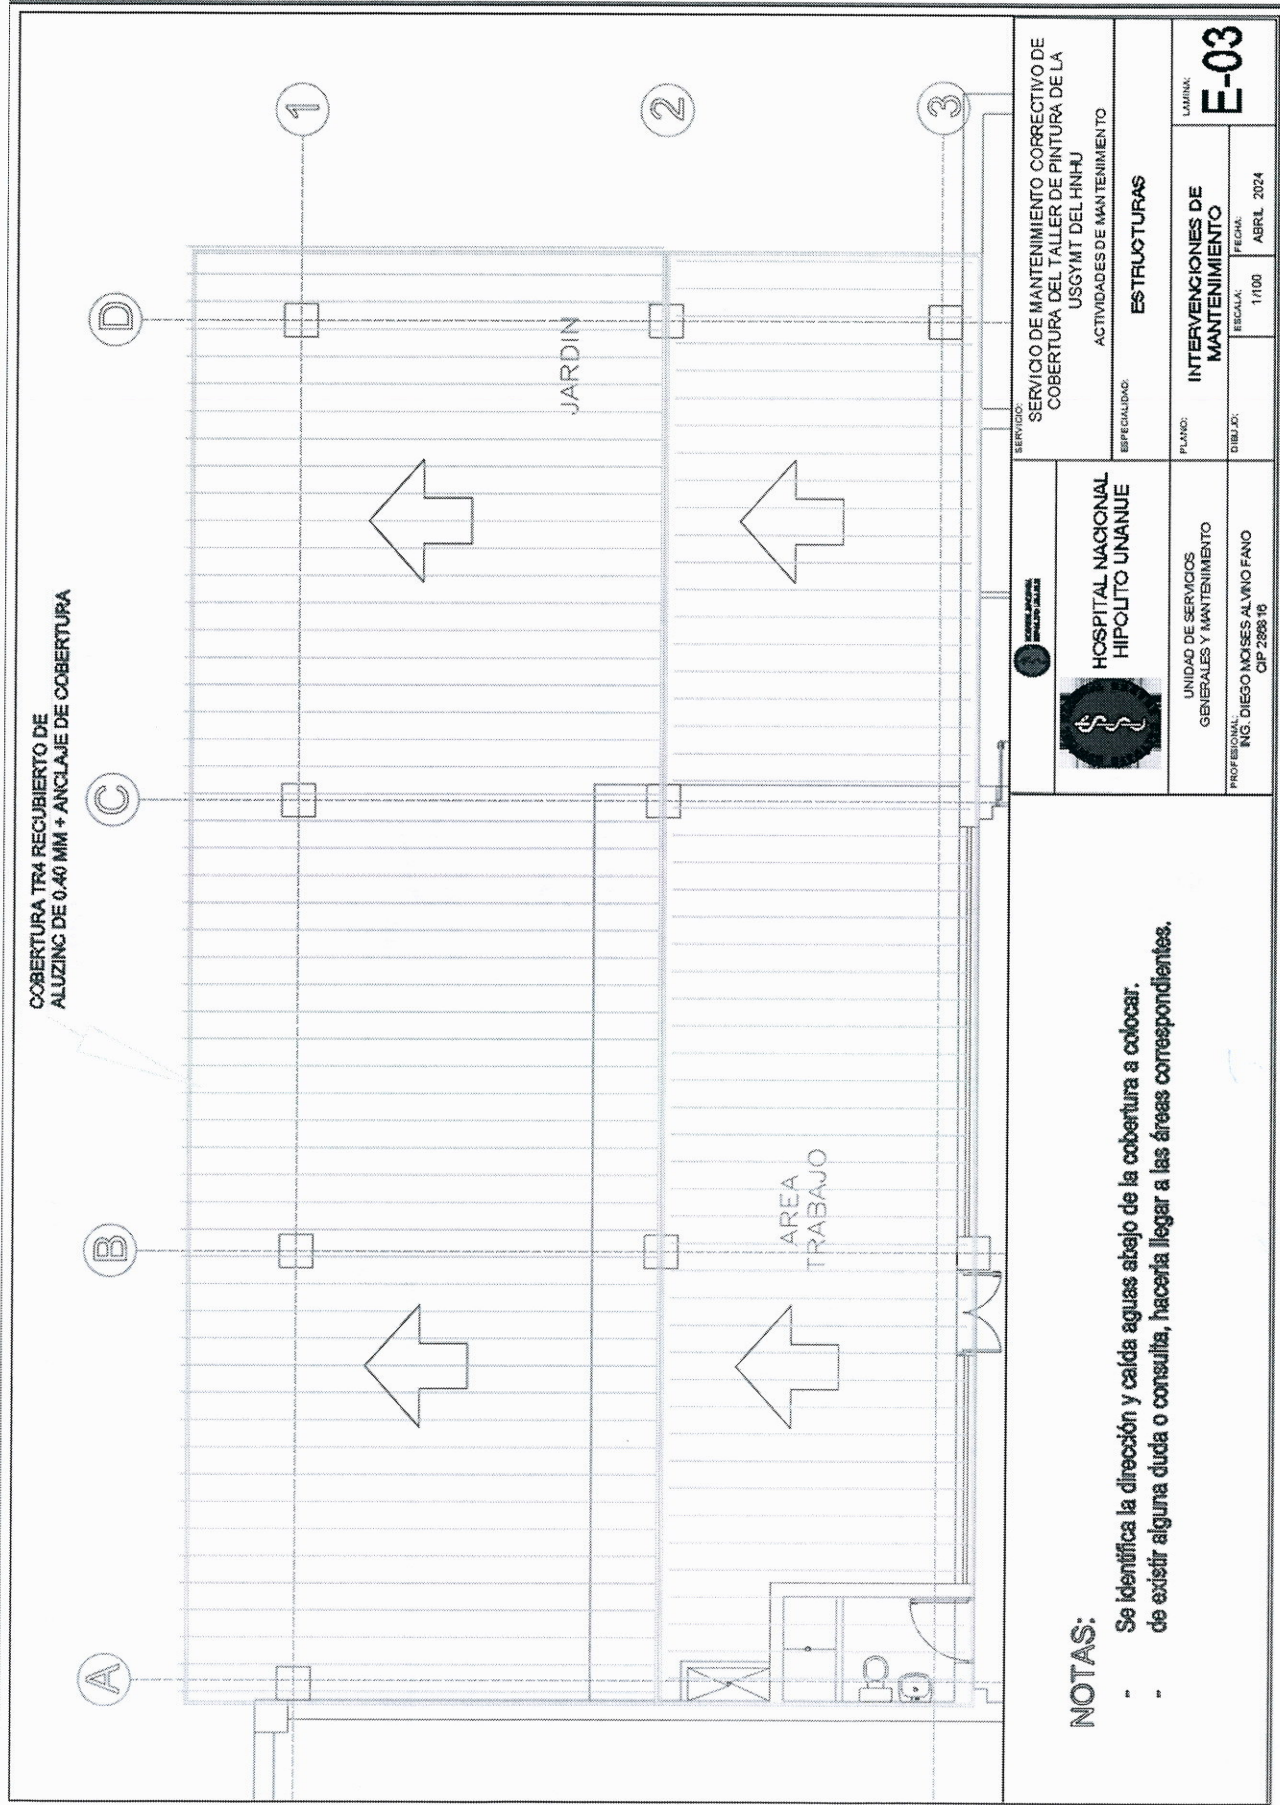 COBERTURA TR4 RECUBIERTO DE
ALUZINC DE 0.40 MM + ANCLAJE DE COBERTURA
A
B
C
D
1
2
3
JARDIN
AREA
TRABAJO
NOTAS:
- Se identifica la dirección y caída aguas abajo de la cobertura a colocar.
- de existir alguna duda o consulta, hacerla llegar a las áreas correspondientes.
HOSPITAL NACIONAL
HIPOLITO UNANUE
UNIDAD DE SERVICIOS
GENERALES Y MANTENIMIENTO
PROFESIONAL:
ING. DIEGO MOISES ALVINO FANO
CIP 286816
SERVICIO:
SERVICIO DE MANTENIMIENTO CORRECTIVO DE
COBERTURA DEL TALLER DE PINTURA DE LA
USGYMT DEL HNHU
ACTIVIDADES DE MANTENIMIENTO
ESPECIALIDAD:
ESTRUCTURAS
PLANO:
INTERVENCIONES DE
MANTENIMIENTO
LAMINA:
E-03
DIBUJO:
ESCALA:
1/100
FECHA:
ABRIL 2024